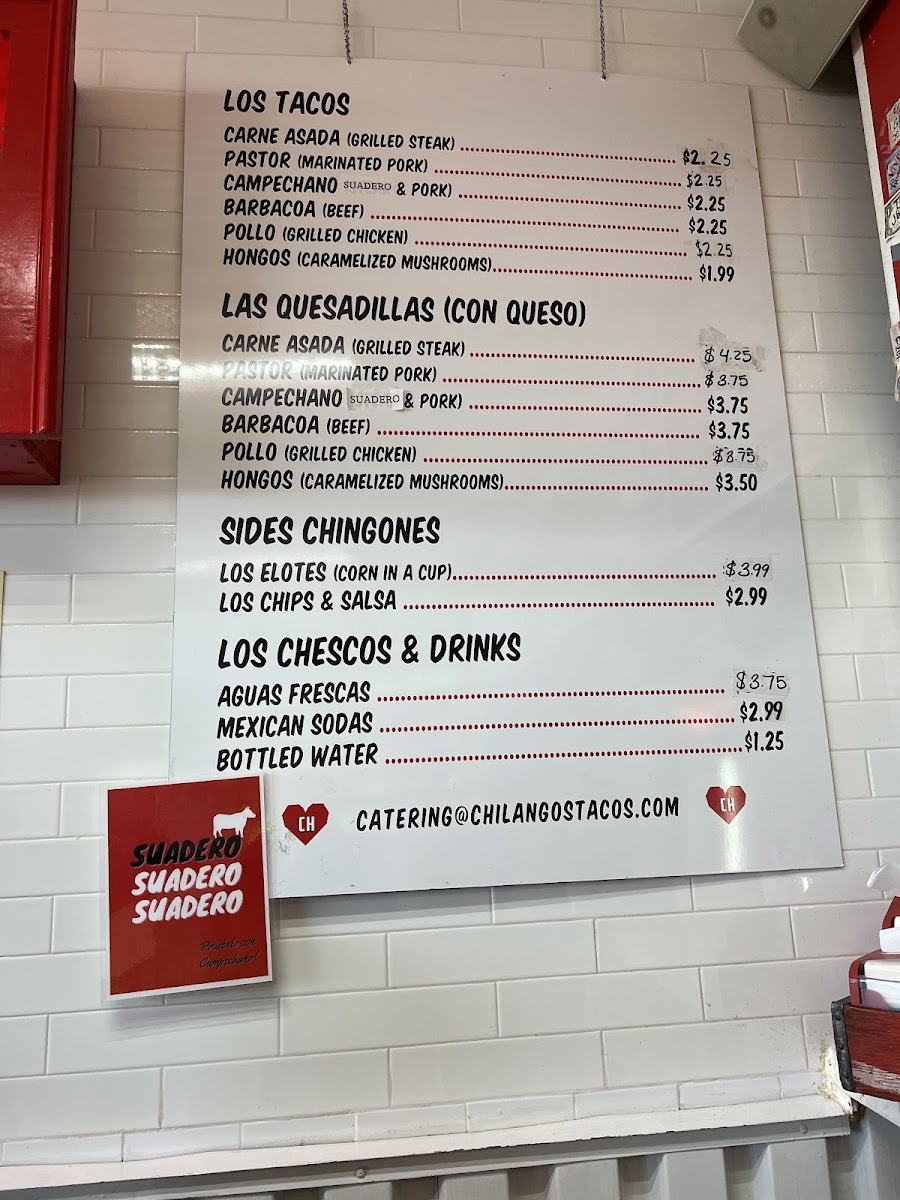 LOS TACOS
CARNE ASADA (GRILLED STEAK) $2.25
PASTOR (MARINATED PORK) $2.25
CAMPECHANO SUADERO & PORK) $2.25
BARBACOA (BEEF) $2.25
POLLO (GRILLED CHICKEN) $2.25
HONGOS (CARAMELIZED MUSHROOMS) $1.99
LAS QUESADILLAS (CON QUESO)
CARNE ASADA (GRILLED STEAK) $4.25
PASTOR (MARINATED PORK) $3.75
CAMPECHANO SUADERO & PORK) $3.75
BARBACOA (BEEF) $3.75
POLLO (GRILLED CHICKEN) $3.75
HONGOS (CARAMELIZED MUSHROOMS) $3.50
SIDES CHINGONES
LOS ELOTES (CORN IN A CUP) $3.99
LOS CHIPS & SALSA $2.99
LOS CHESCOS & DRINKS
AGUAS FRESCAS $3.75
MEXICAN SODAS $2.99
BOTTLED WATER $1.25
CH CATERING@CHILANGOSTACOS.COM CH
SUADERO
SUADERO
SUADERO
Pruebelo con
Campechano!